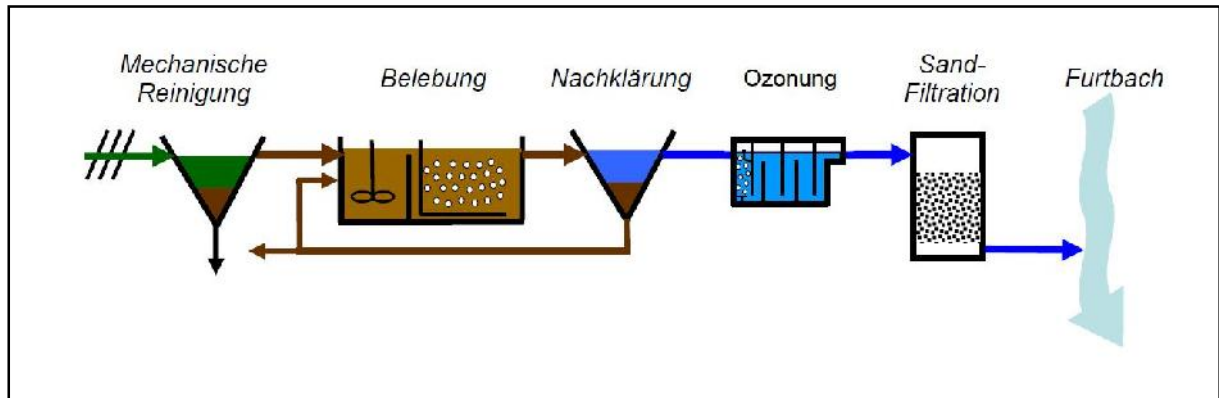 Mechanische
Reinigung
Belebung
Nachklärung
Ozonung
Sand-
Filtration
Furtbach